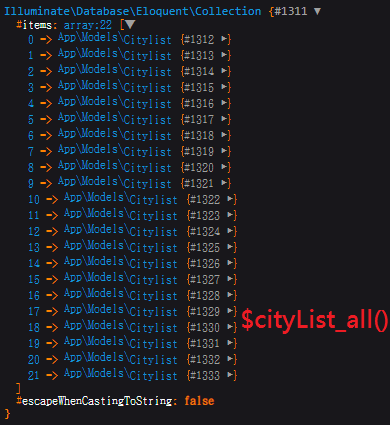 Illuminate\Database\Eloquent\Collection {#1311 ▼
#items: array:22 [▼
0 => App\Models\Citylist {#1312 ▶}
1 => App\Models\Citylist {#1313 ▶}
2 => App\Models\Citylist {#1314 ▶}
3 => App\Models\Citylist {#1315 ▶}
4 => App\Models\Citylist {#1316 ▶}
5 => App\Models\Citylist {#1317 ▶}
6 => App\Models\Citylist {#1318 ▶}
7 => App\Models\Citylist {#1319 ▶}
8 => App\Models\Citylist {#1320 ▶}
9 => App\Models\Citylist {#1321 ▶}
10 => App\Models\Citylist {#1322 ▶}
11 => App\Models\Citylist {#1323 ▶}
12 => App\Models\Citylist {#1324 ▶}
13 => App\Models\Citylist {#1325 ▶}
14 => App\Models\Citylist {#1326 ▶}
15 => App\Models\Citylist {#1327 ▶}
16 => App\Models\Citylist {#1328 ▶}
17 => App\Models\Citylist {#1329 ▶}
$cityList_all()
18 => App\Models\Citylist {#1330 ▶}
19 => App\Models\Citylist {#1331 ▶}
20 => App\Models\Citylist {#1332 ▶}
21 => App\Models\Citylist {#1333 ▶}
]
#escapeWhenCastingToString: false
}